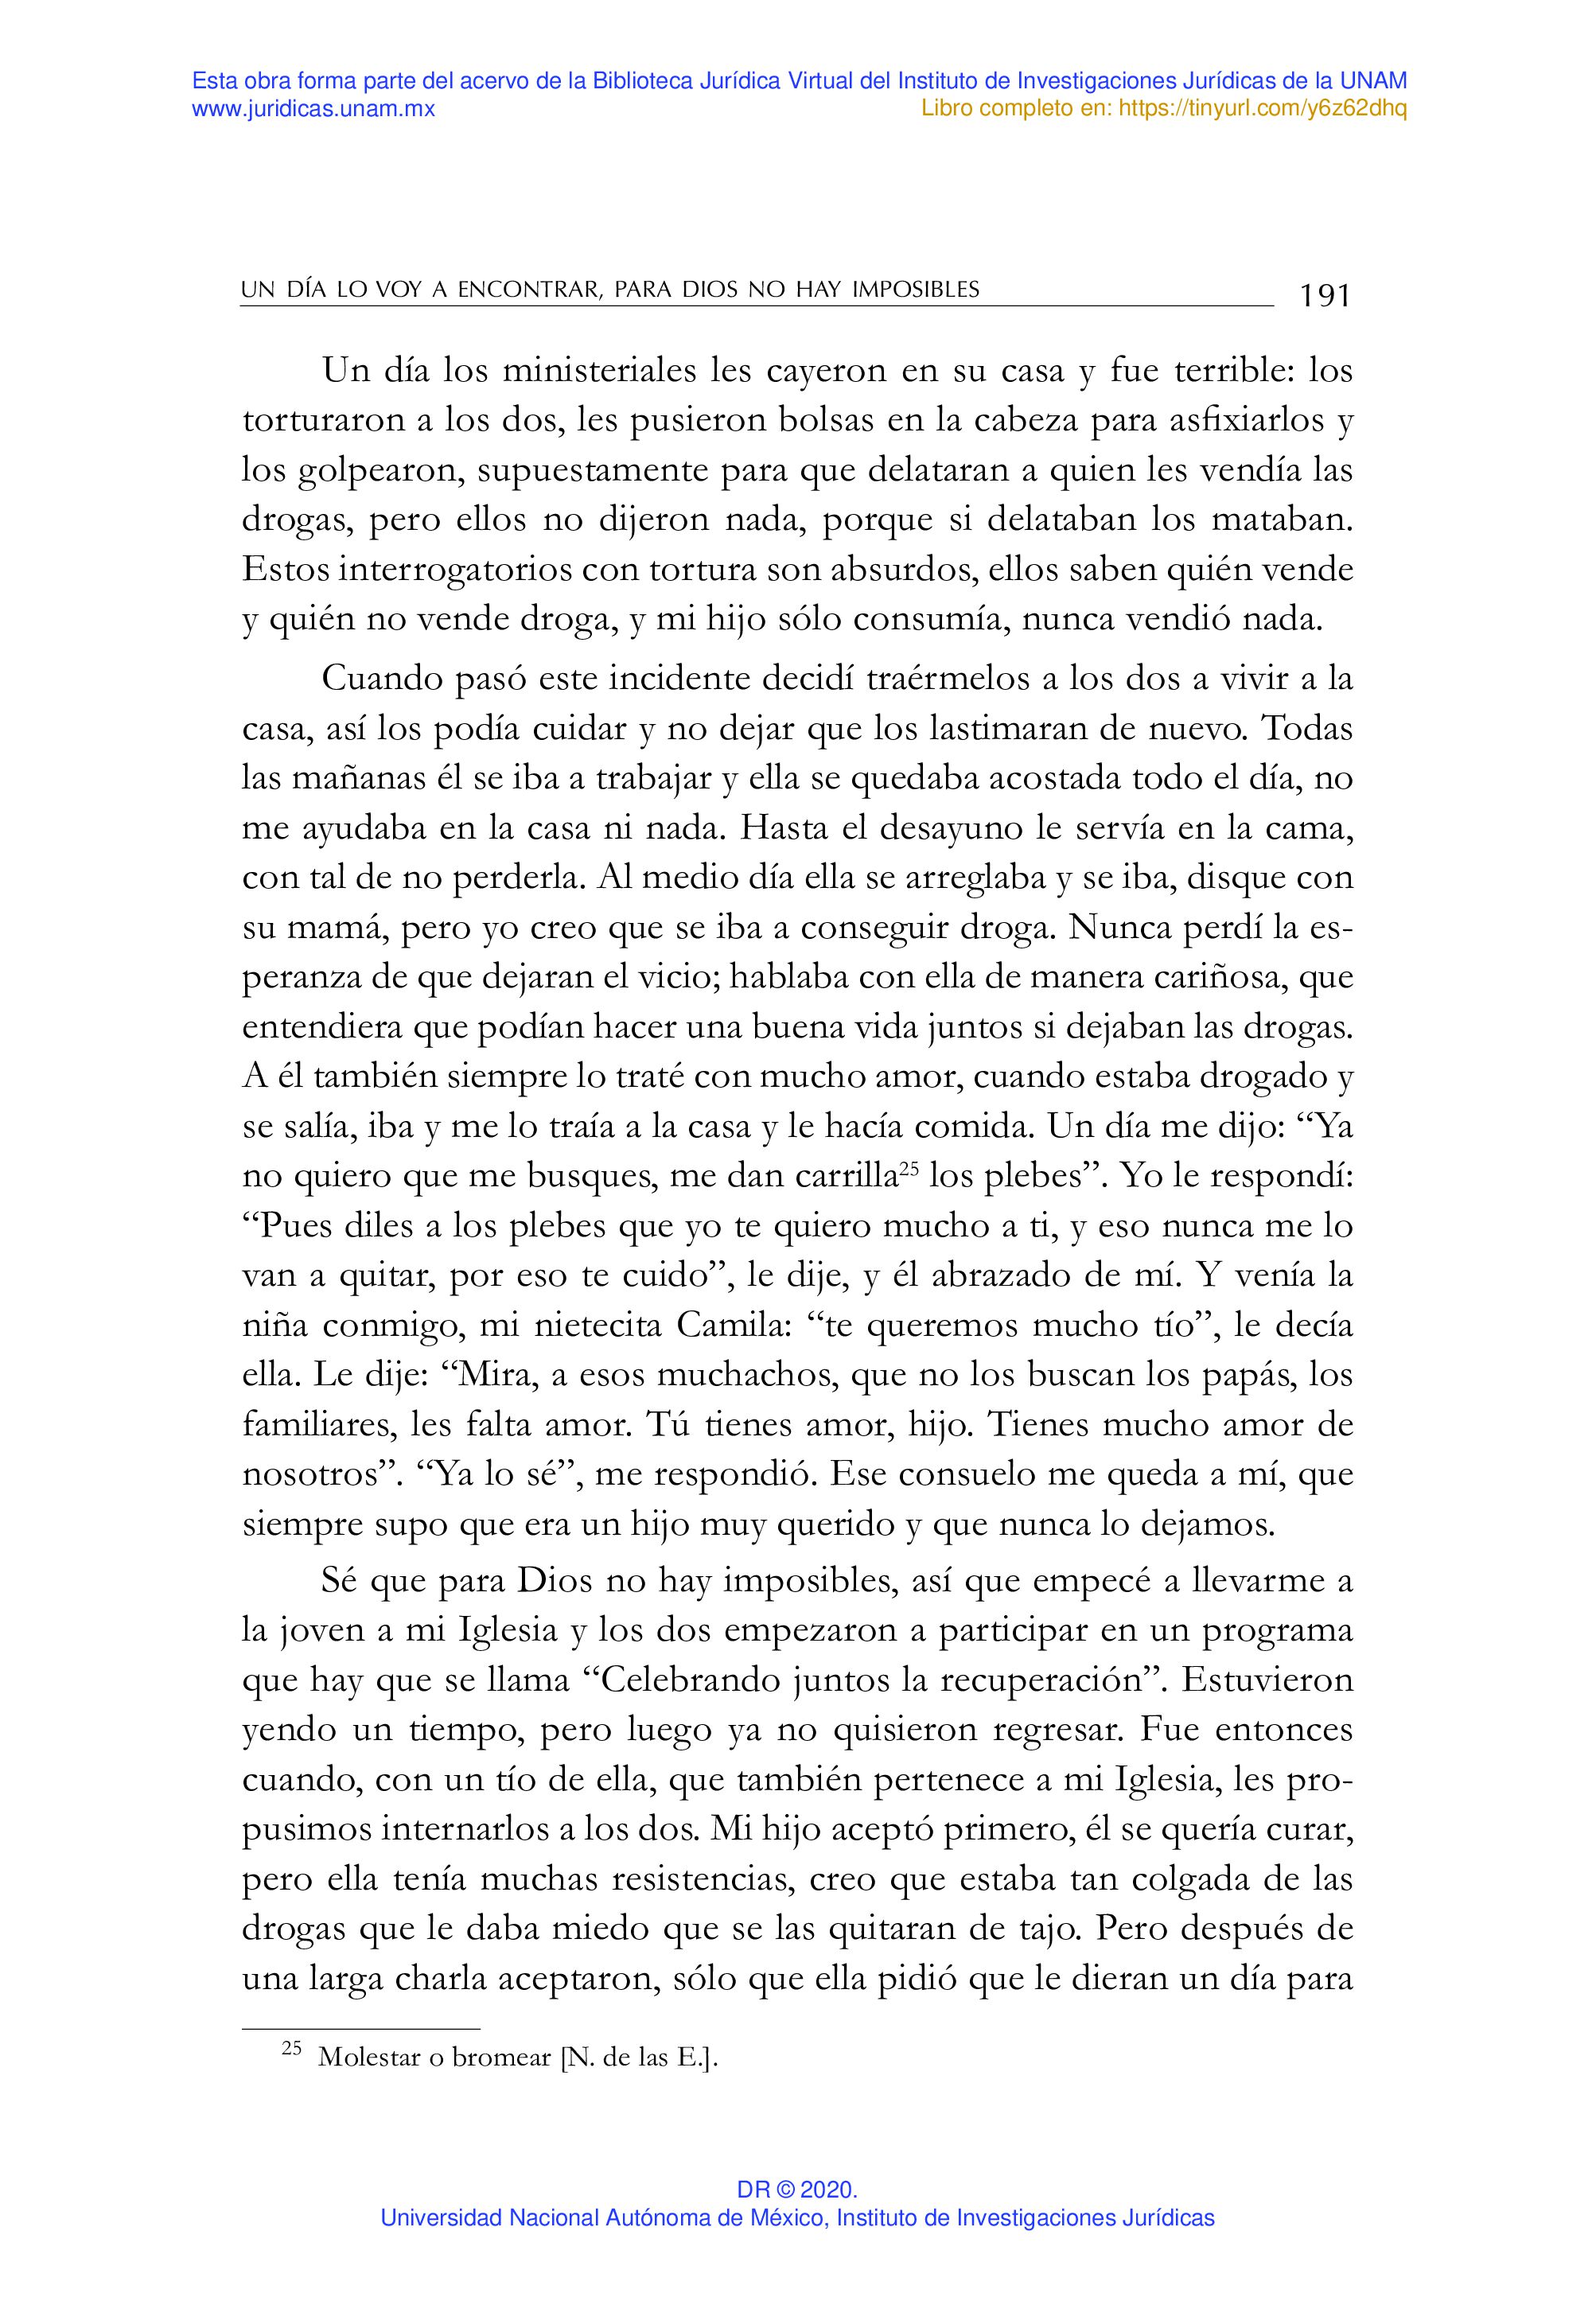 Esta obra forma parte del acervo de la Biblioteca Jurídica Virtual del Instituto de Investigaciones Jurídicas de la UNAM
www.juridicas.unam.mx
Libro completo en: https://tinyurl.com/y6z62dhq
UN DÍA LO VOY A ENCONTRAR, PARA DIOS NO HAY IMPOSIBLES 191
Un día los ministeriales les cayeron en su casa y fue terrible: los
torturaron a los dos, les pusieron bolsas en la cabeza para asfixiarlos y
los golpearon, supuestamente para que delataran a quien les vendía las
drogas, pero ellos no dijeron nada, porque si delataban los mataban.
Estos interrogatorios con tortura son absurdos, ellos saben quién vende
y quién no vende droga, y mi hijo sólo consumía, nunca vendió nada.
Cuando pasó este incidente decidí traérmelos a los dos a vivir a la
casa, así los podía cuidar y no dejar que los lastimaran de nuevo. Todas
las mañanas él se iba a trabajar y ella se quedaba acostada todo el día, no
me ayudaba en la casa ni nada. Hasta el desayuno le servía en la cama,
con tal de no perderla. Al medio día ella se arreglaba y se iba, disque con
su mamá, pero yo creo que se iba a conseguir droga. Nunca perdí la es-
peranza de que dejaran el vicio; hablaba con ella de manera cariñosa, que
entendiera que podían hacer una buena vida juntos si dejaban las drogas.
A él también siempre lo traté con mucho amor, cuando estaba drogado y
se salía, iba y me lo traía a la casa y le hacía comida. Un día me dijo: “Ya
no quiero que me busques, me dan carrilla25 los plebes”. Yo le respondí:
“Pues diles a los plebes que yo te quiero mucho a ti, y eso nunca me lo
van a quitar, por eso te cuido”, le dije, y él abrazado de mí. Y venía la
niña conmigo, mi nietecita Camila: “te queremos mucho tío”, le decía
ella. Le dije: “Mira, a esos muchachos, que no los buscan los papás, los
familiares, les falta amor. Tú tienes amor, hijo. Tienes mucho amor de
nosotros”. “Ya lo sé”, me respondió. Ese consuelo me queda a mí, que
siempre supo que era un hijo muy querido y que nunca lo dejamos.
Sé que para Dios no hay imposibles, así que empecé a llevarme a
la joven a mi Iglesia y los dos empezaron a participar en un programa
que hay que se llama “Celebrando juntos la recuperación”. Estuvieron
yendo un tiempo, pero luego ya no quisieron regresar. Fue entonces
cuando, con un tío de ella, que también pertenece a mi Iglesia, les pro-
pusimos internarlos a los dos. Mi hijo aceptó primero, él se quería curar,
pero ella tenía muchas resistencias, creo que estaba tan colgada de las
drogas que le daba miedo que se las quitaran de tajo. Pero después de
una larga charla aceptaron, sólo que ella pidió que le dieran un día para
25 Molestar o bromear [N. de las E.].
DR © 2020.
Universidad Nacional Autónoma de México, Instituto de Investigaciones Jurídicas